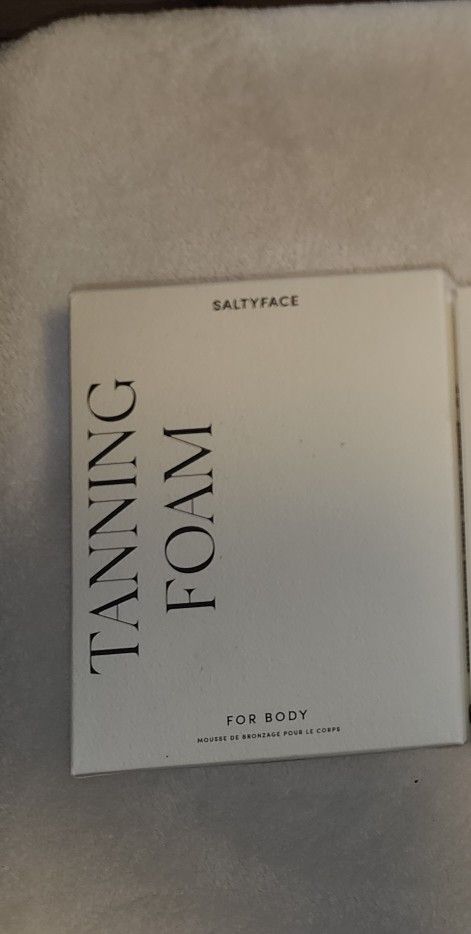 SALTYFACE
TANNING
FOAM
FOR BODY
MOUSSE DE BRONZAGE POUR LE CORPS